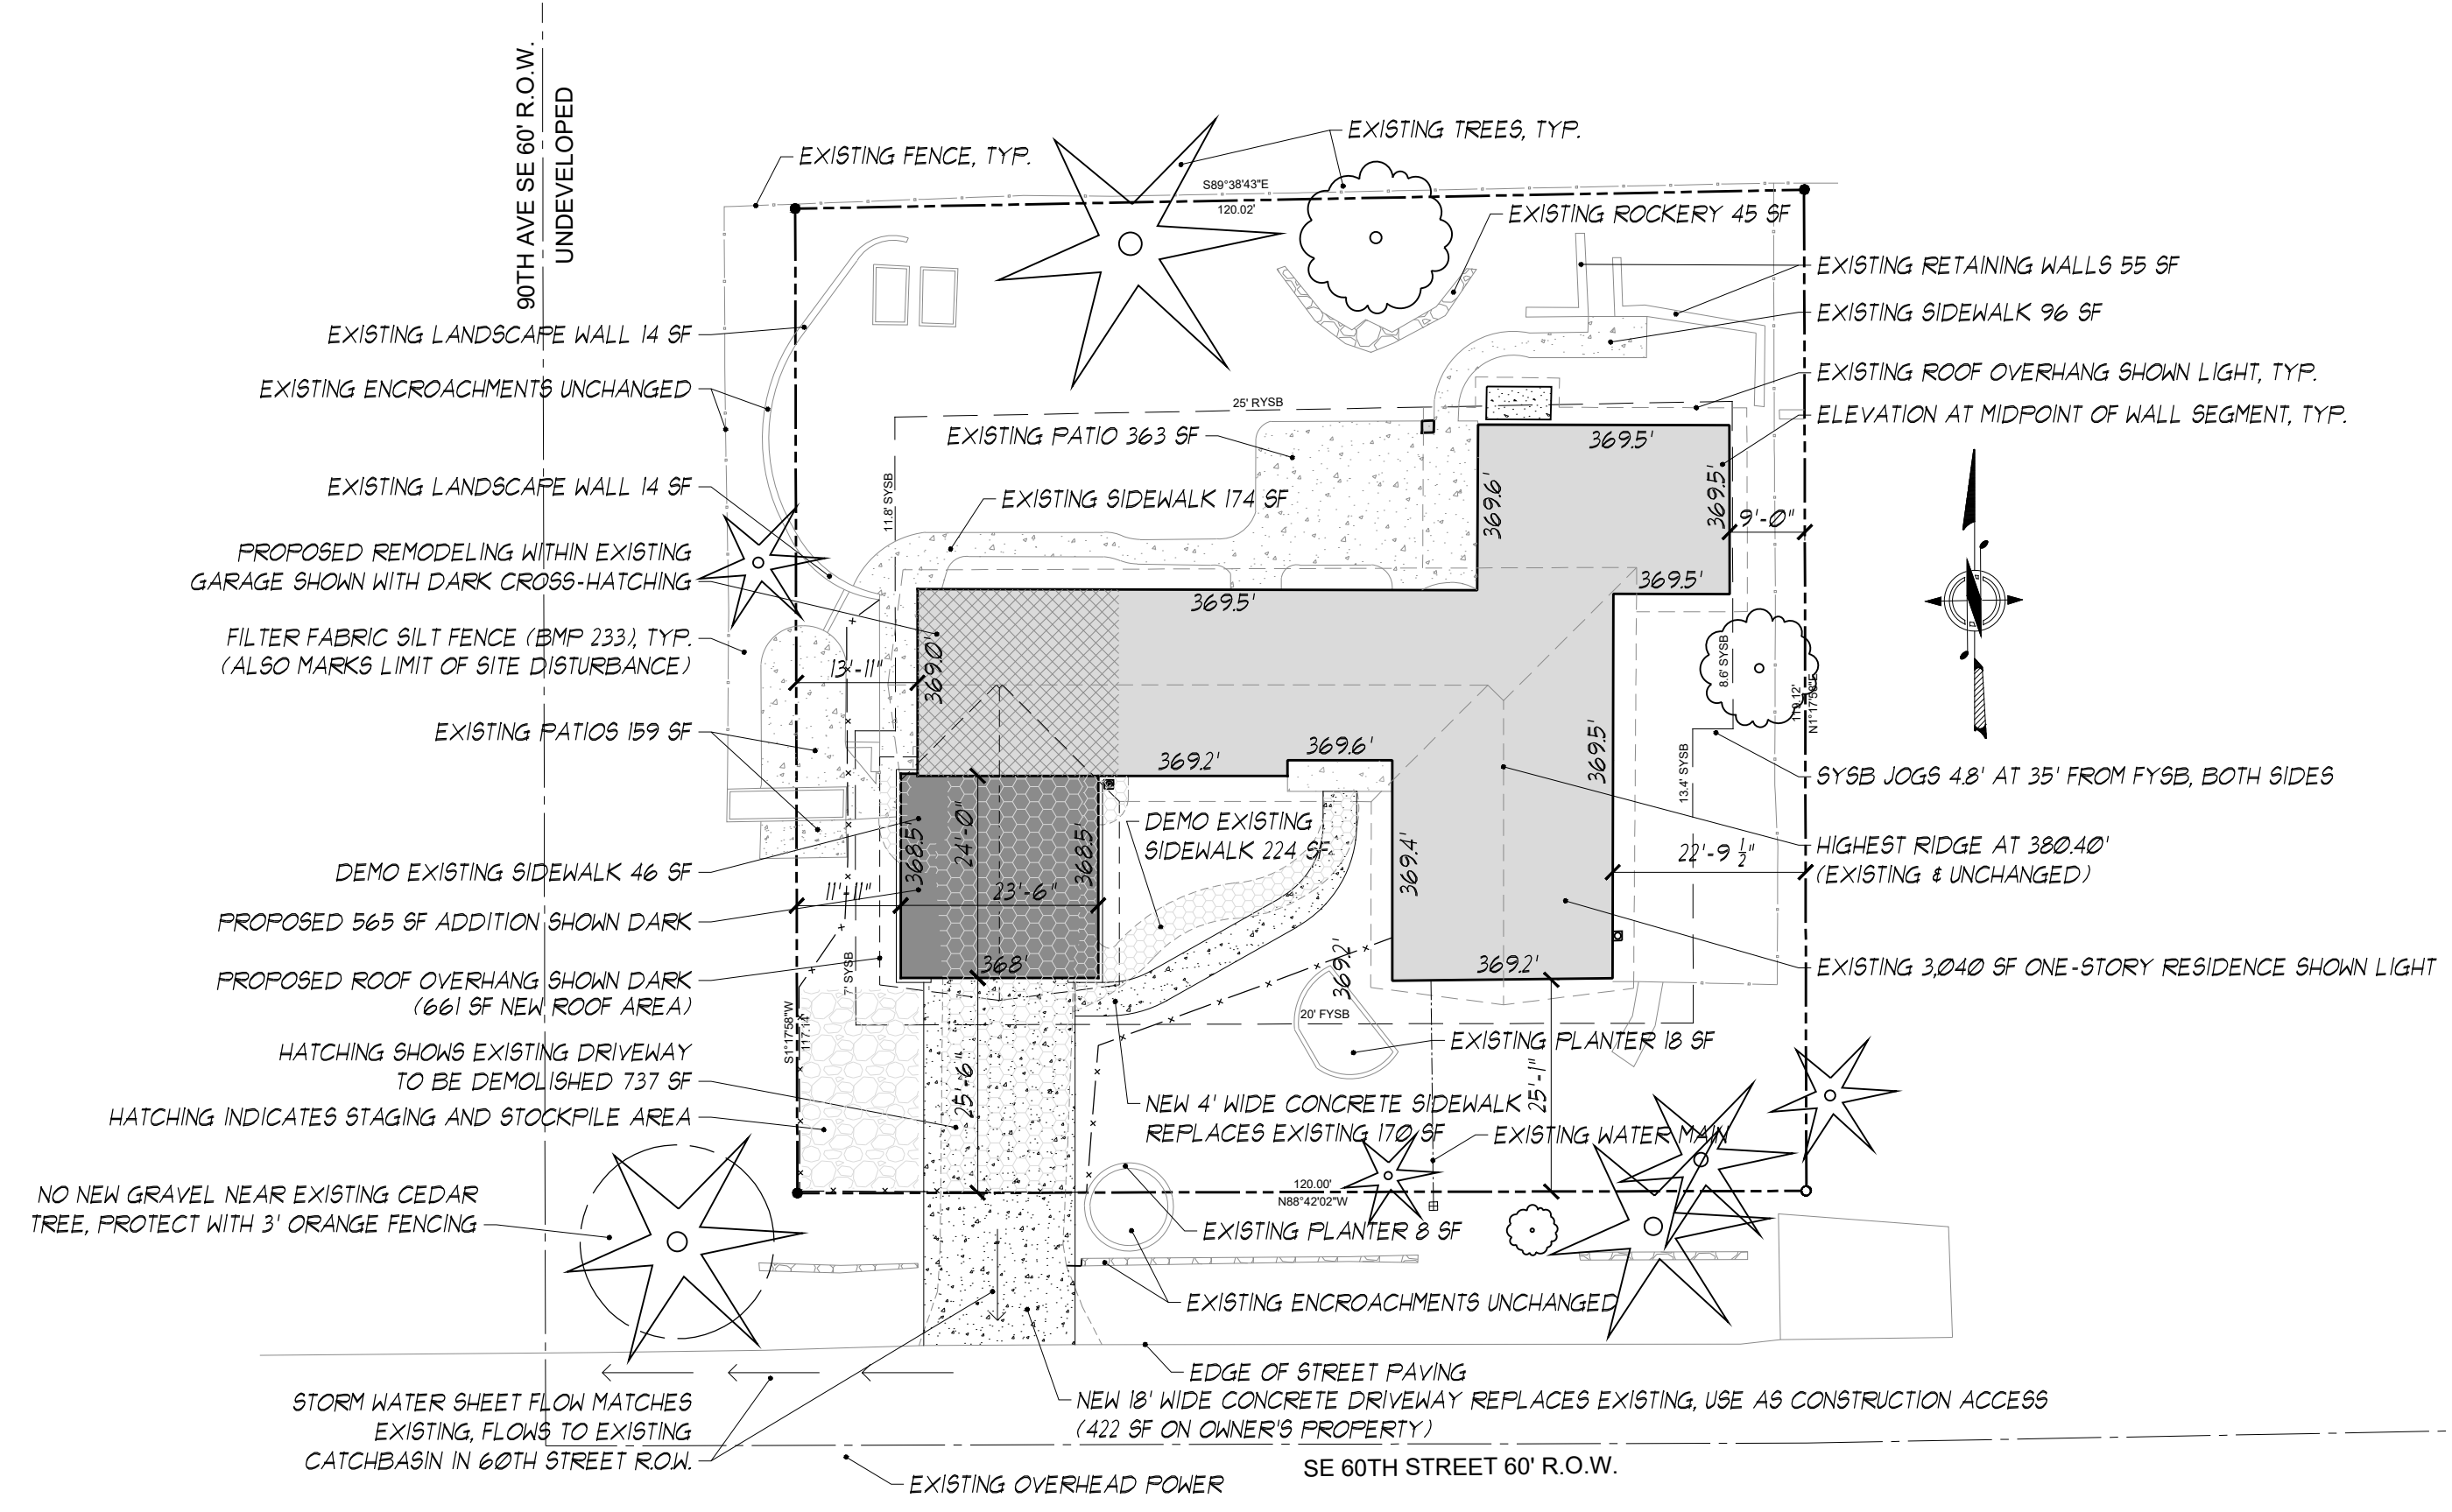 90TH AVE SE 60' R.O.W.
UNDEVELOPED
EXISTING FENCE, TYP.
EXISTING TREES, TYP.
S89°38'43"E
120.02'
EXISTING ROCKERY 45 SF
EXISTING RETAINING WALLS 55 SF
EXISTING SIDEWALK 96 SF
EXISTING LANDSCAPE WALL 14 SF
EXISTING ROOF OVERHANG SHOWN LIGHT, TYP.
EXISTING ENCROACHMENTS UNCHANGED
25' RYSB
ELEVATION AT MIDPOINT OF WALL SEGMENT, TYP.
EXISTING PATIO 363 SF
369.5'
369.6'
369.5'
9'-0"
11.8' SYSB
EXISTING LANDSCAPE WALL 14 SF
EXISTING SIDEWALK 174 SF
PROPOSED REMODELING WITHIN EXISTING
GARAGE SHOWN WITH DARK CROSS-HATCHING
369.5'
369.5'
FILTER FABRIC SILT FENCE (BMP 233), TYP.
(ALSO MARKS LIMIT OF SITE DISTURBANCE)
13'-11"
369.0'
8.6' SYSB
119.12'
N1°17'58"E
EXISTING PATIOS 159 SF
369.2'
369.6'
369.5'
13.4' SYSB
SYSB JOGS 4.8' AT 35' FROM FYSB, BOTH SIDES
DEMO EXISTING
SIDEWALK 224 SF
368.5'
24'-0"
368.5'
369.4'
22'-9 1/2"
HIGHEST RIDGE AT 380.40'
(EXISTING & UNCHANGED)
DEMO EXISTING SIDEWALK 46 SF
11'-11"
23'-6"
PROPOSED 565 SF ADDITION SHOWN DARK
368'
369.2'
369.2'
EXISTING 3,040 SF ONE-STORY RESIDENCE SHOWN LIGHT
PROPOSED ROOF OVERHANG SHOWN DARK
(661 SF NEW ROOF AREA)
7' SYSB
20' FYSB
S1°17'58"W
117.14'
EXISTING PLANTER 18 SF
HATCHING SHOWS EXISTING DRIVEWAY
TO BE DEMOLISHED 737 SF
25'-6"
25'-1"
HATCHING INDICATES STAGING AND STOCKPILE AREA
NEW 4' WIDE CONCRETE SIDEWALK
REPLACES EXISTING 170 SF
EXISTING WATER MAIN
120.00'
N88°42'02"W
NO NEW GRAVEL NEAR EXISTING CEDAR
TREE, PROTECT WITH 3' ORANGE FENCING
EXISTING PLANTER 8 SF
EXISTING ENCROACHMENTS UNCHANGED
EDGE OF STREET PAVING
NEW 18' WIDE CONCRETE DRIVEWAY REPLACES EXISTING, USE AS CONSTRUCTION ACCESS
(422 SF ON OWNER'S PROPERTY)
STORM WATER SHEET FLOW MATCHES
EXISTING, FLOWS TO EXISTING
CATCHBASIN IN 60TH STREET R.O.W.
EXISTING OVERHEAD POWER
SE 60TH STREET 60' R.O.W.